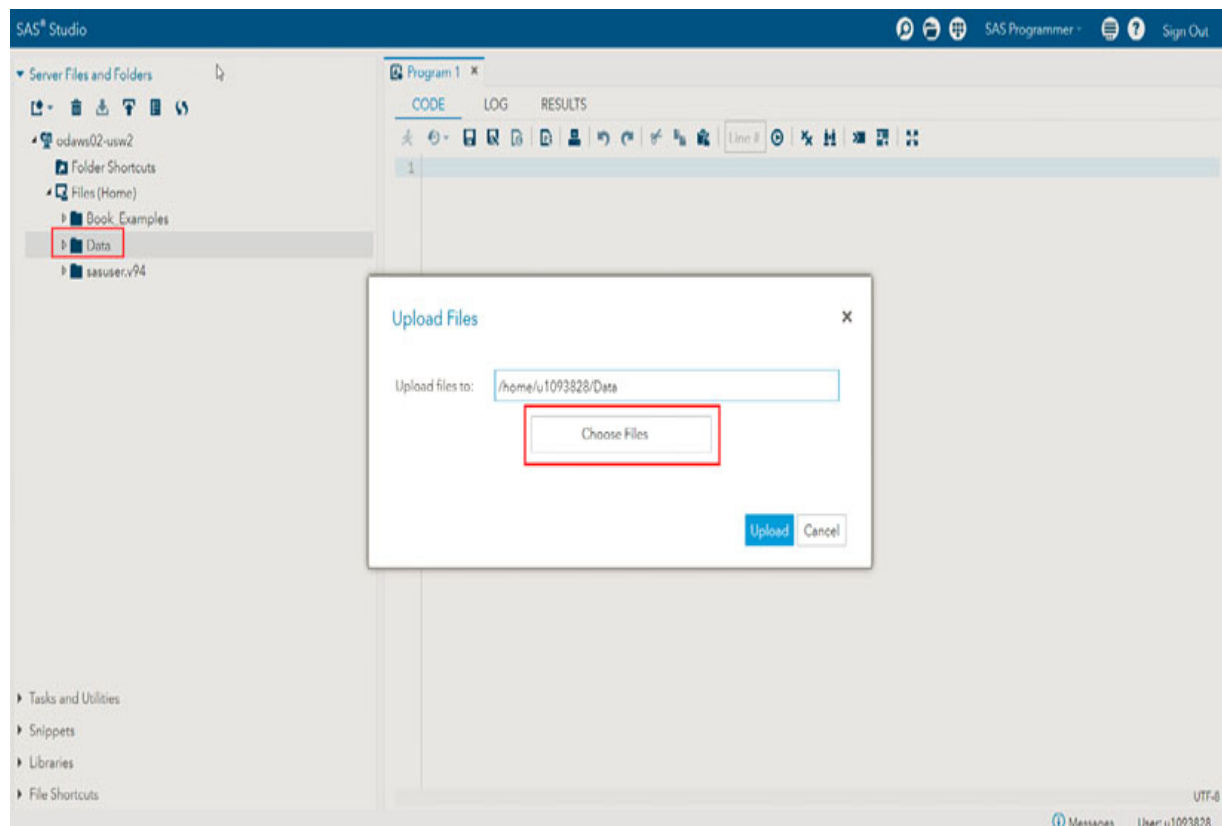 SAS® Studio
SAS Programmer
Sign Out
Server Files and Folders
odaws02-usw2
Folder Shortcuts
Files (Home)
Book_Examples
Data
sasuser.v94
Tasks and Utilities
Snippets
Libraries
File Shortcuts
Program 1
CODE LOG RESULTS
Line #
1
Upload Files
Upload files to: /home/u1093828/Data
Choose Files
Upload Cancel
UTF-8
Messages User: u1093828